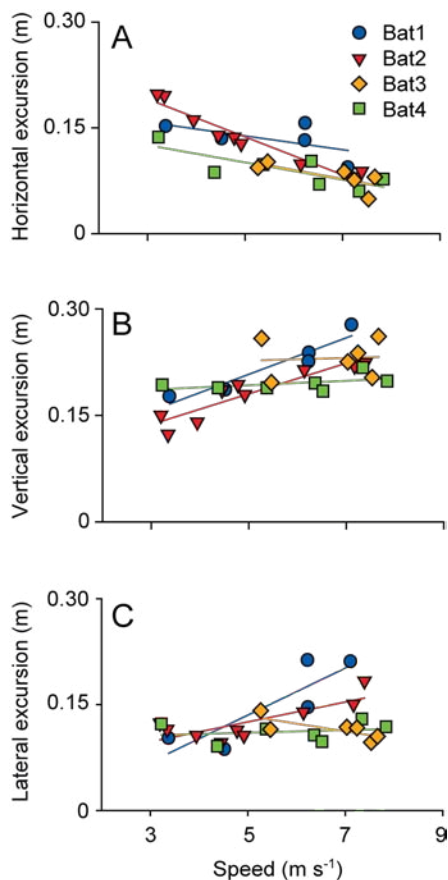 A
Bat1
Bat2
Bat3
Bat4
Horizontal excursion (m)
0.30
0.15
0
B
Vertical excursion (m)
0.30
0.15
0
C
Lateral excursion (m)
0.30
0.15
0
3 5 7 9
Speed (m s-1)